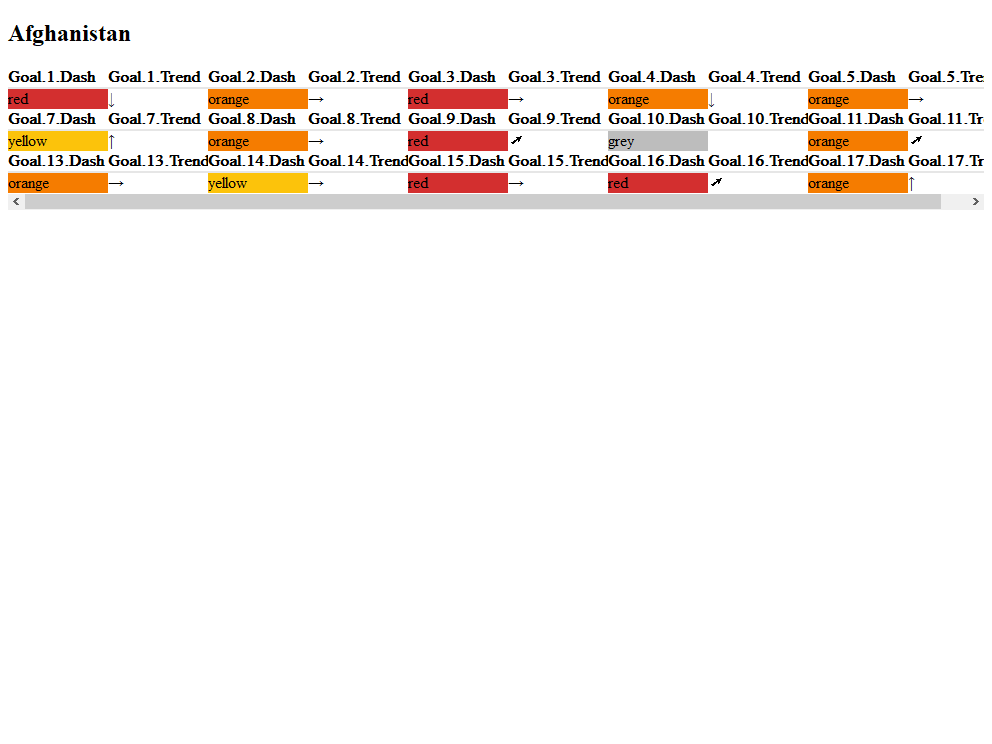 Afghanistan
Goal.1.Dash Goal.1.Trend Goal.2.Dash Goal.2.Trend Goal.3.Dash Goal.3.Trend Goal.4.Dash Goal.4.Trend Goal.5.Dash Goal.5.Tre
red ↓ orange → red → orange ↓ orange →
Goal.7.Dash Goal.7.Trend Goal.8.Dash Goal.8.Trend Goal.9.Dash Goal.9.Trend Goal.10.Dash Goal.10.Trend Goal.11.Dash Goal.11.Tr
yellow ↑ orange → red ➚ grey orange ➚
Goal.13.Dash Goal.13.Trend Goal.14.Dash Goal.14.Trend Goal.15.Dash Goal.15.Trend Goal.16.Dash Goal.16.Trend Goal.17.Dash Goal.17.Tr
orange → yellow → red → red ➚ orange ↑